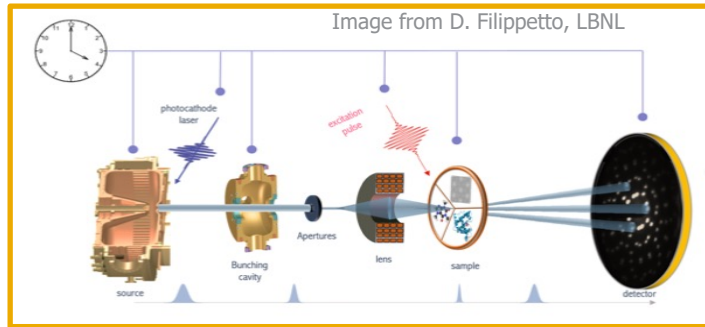 Image from D. Filippetto, LBNL
photocathode
laser
excitation
pulse
source
Bunching
cavity
Apertures
lens
sample
detector